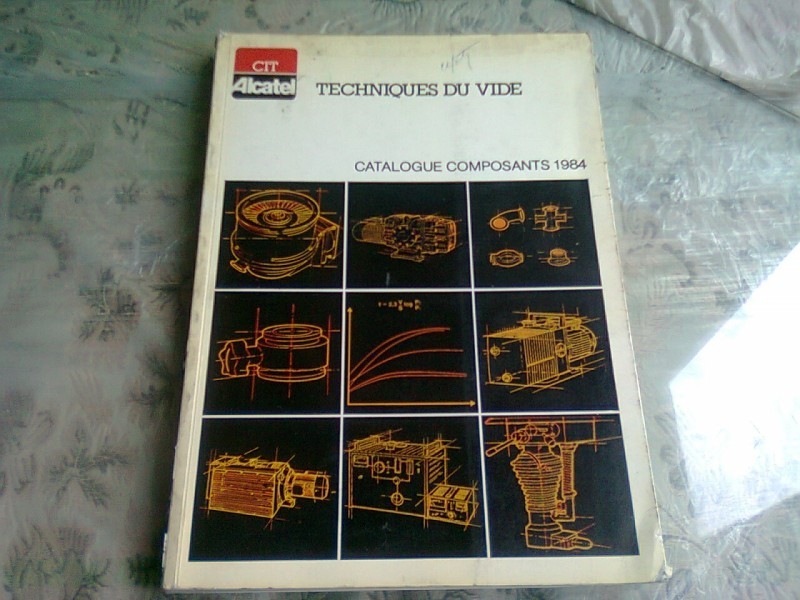 CIT
Alcatel
TECHNIQUES DU VIDE
CATALOGUE COMPOSANTS 1984